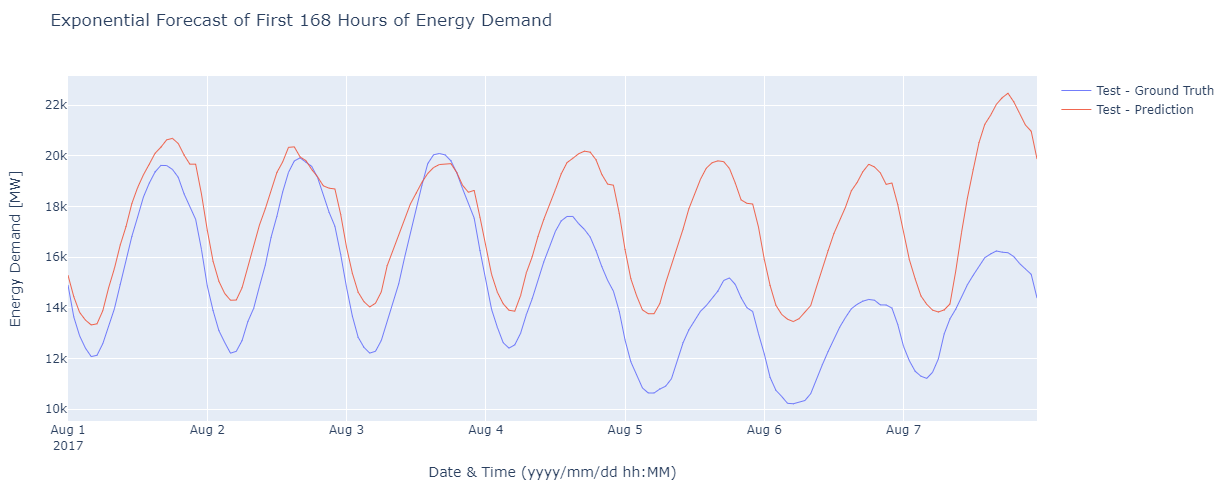 Exponential Forecast of First 168 Hours of Energy Demand
Test - Ground Truth
Test - Prediction
Energy Demand [MW]
22k
20k
18k
16k
14k
12k
10k
Aug 1
2017
Aug 2
Aug 3
Aug 4
Aug 5
Aug 6
Aug 7
Date & Time (yyyy/mm/dd hh:MM)